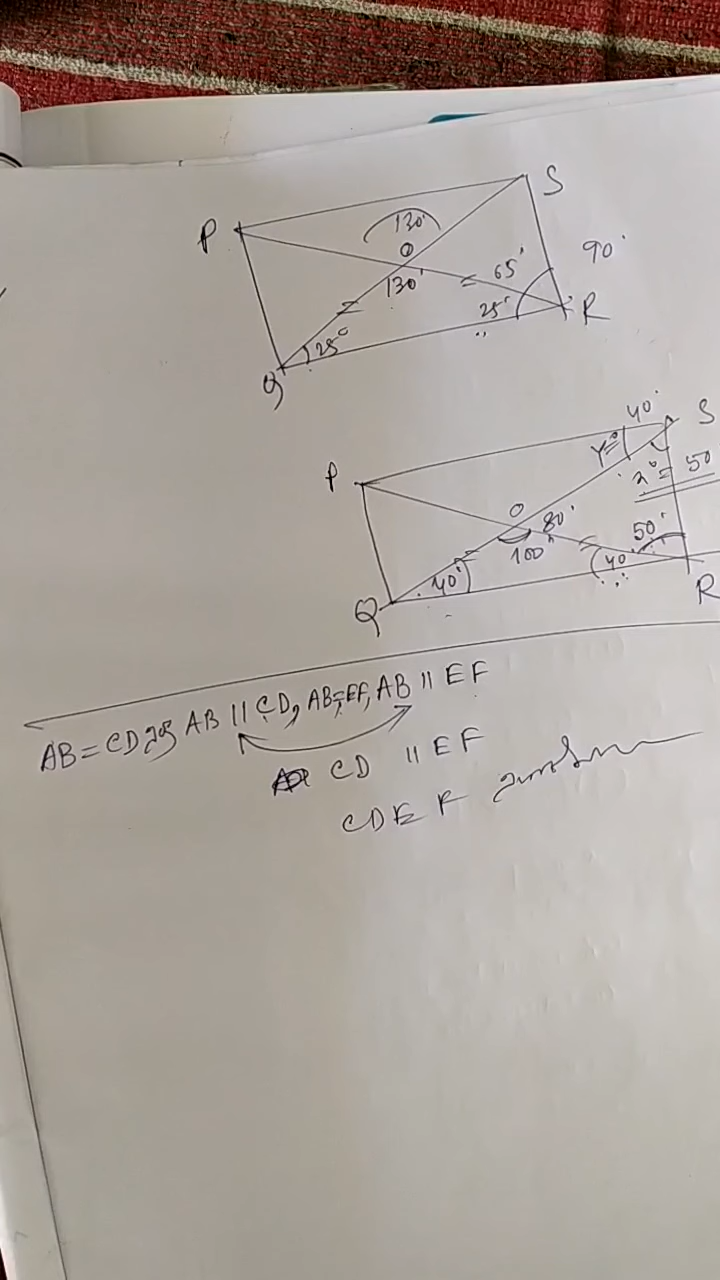 P
S
130°
O
130°
65°
90°
25°
25°
R
Q
40°
S
P
Y=°
x°= 50
O
80°
50°
100°
40°
40°
Q
R
AB = CD এবং AB || CD, AB=EF, AB || EF
CD || EF
CDEF